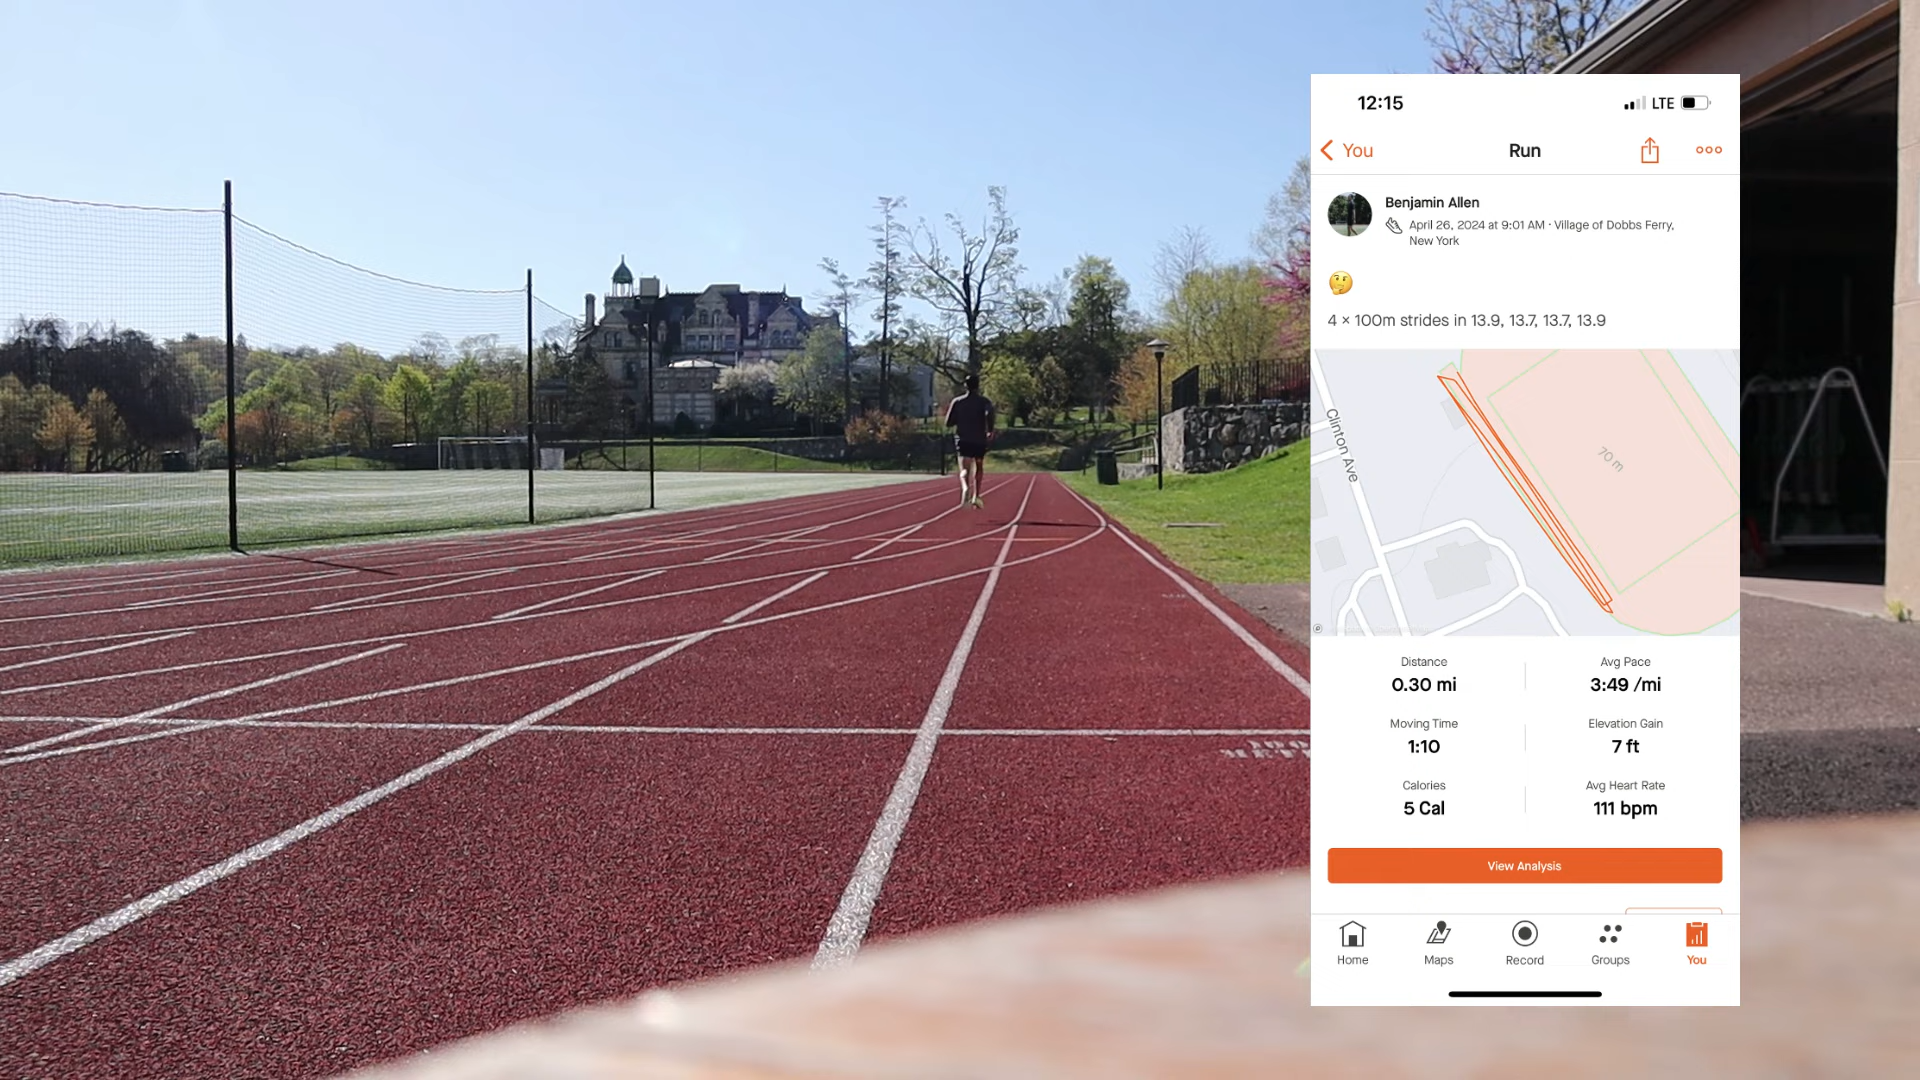 12:15
LTE
You
Run
Benjamin Allen
April 26, 2024 at 9:01 AM · Village of Dobbs Ferry,
New York
🤔
4 × 100m strides in 13.9, 13.7, 13.7, 13.9
Clinton Ave
70 m
Distance
Avg Pace
0.30 mi
3:49 /mi
Moving Time
Elevation Gain
1:10
7 ft
Calories
Avg Heart Rate
5 Cal
111 bpm
View Analysis
Home
Maps
Record
Groups
You